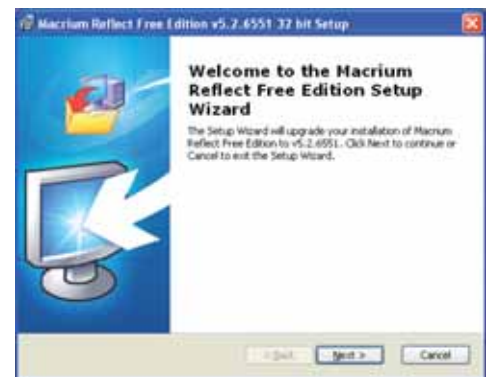 Macrium Reflect Free Edition v5.2.6551 32 bit Setup
Welcome to the Macrium
Reflect Free Edition Setup
Wizard
The Setup Wizard will upgrade your installation of Macrium
Reflect Free Edition to v5.2.6551. Click Next to continue or
Cancel to exit the Setup Wizard.
< Back
Next >
Cancel